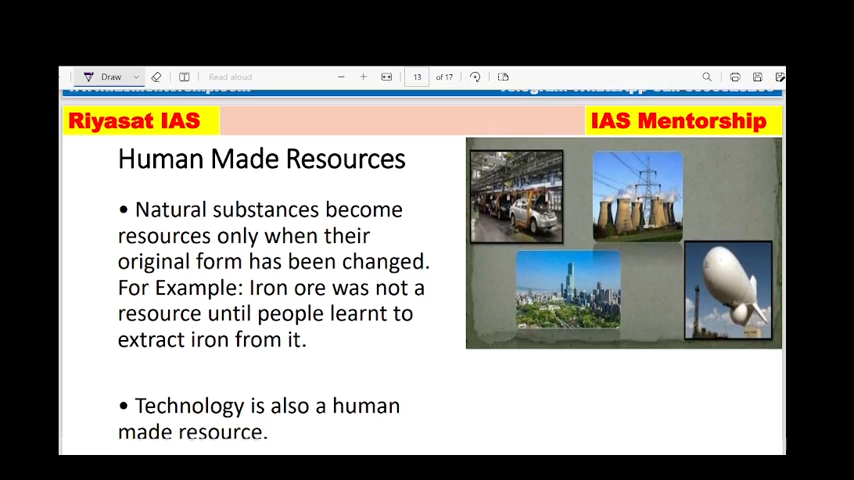 Draw
Read aloud
13 of 17
Riyasat IAS
IAS Mentorship
Human Made Resources
• Natural substances become
resources only when their
original form has been changed.
For Example: Iron ore was not a
resource until people learnt to
extract iron from it.
• Technology is also a human
made resource.